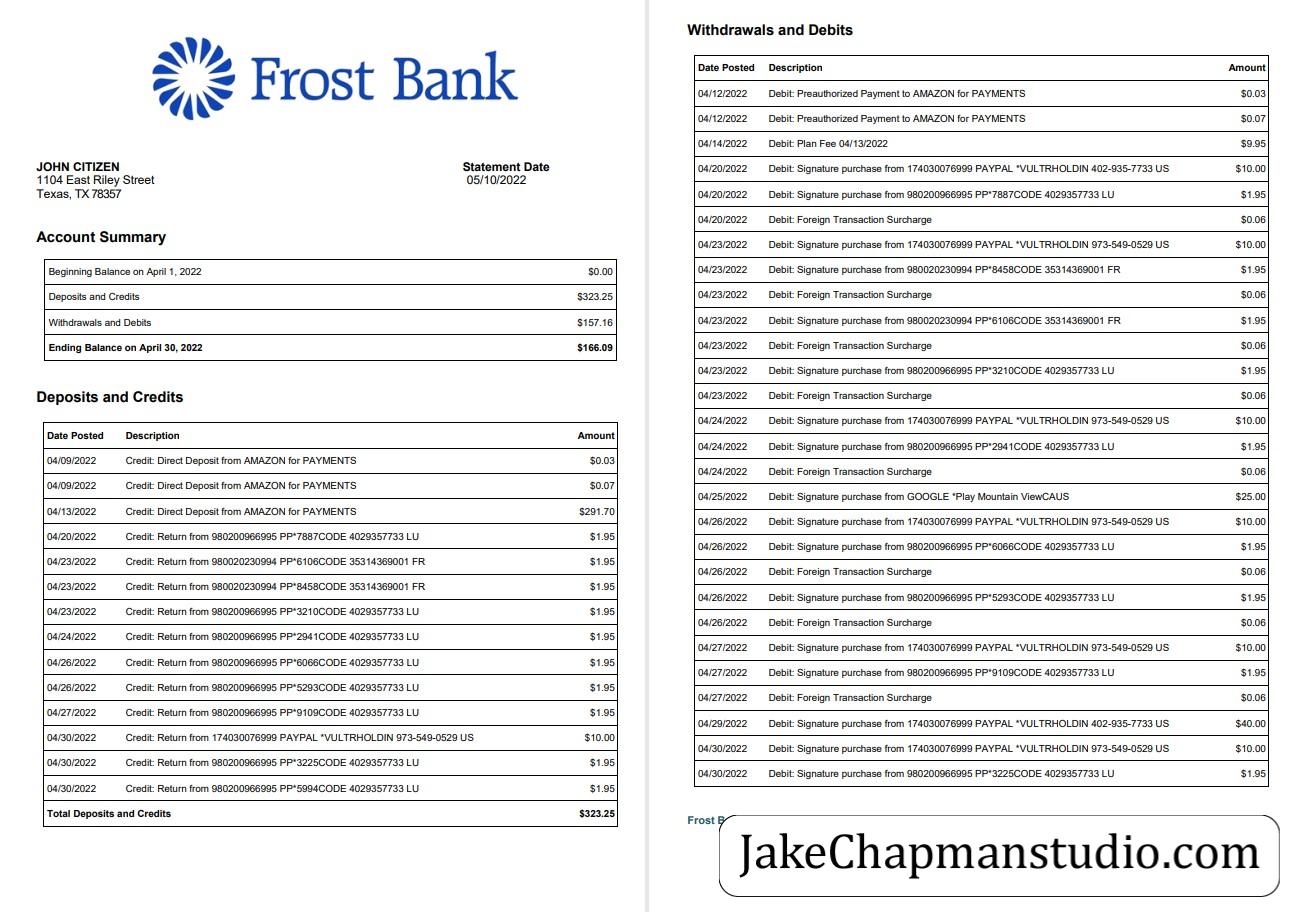 Frost Bank
JOHN CITIZEN
1104 East Riley Street
Texas, TX 78357
Statement Date
05/10/2022
Account Summary
Beginning Balance on April 1, 2022 $0.00
Deposits and Credits $323.25
Withdrawals and Debits $157.16
Ending Balance on April 30, 2022 $166.09
Deposits and Credits
Date Posted Description Amount
04/09/2022 Credit: Direct Deposit from AMAZON for PAYMENTS $0.03
04/09/2022 Credit: Direct Deposit from AMAZON for PAYMENTS $0.07
04/13/2022 Credit: Direct Deposit from AMAZON for PAYMENTS $291.70
04/20/2022 Credit: Return from 980200966995 PP*7887CODE 4029357733 LU $1.95
04/23/2022 Credit: Return from 980020230994 PP*6106CODE 35314369001 FR $1.95
04/23/2022 Credit: Return from 980020230994 PP*8458CODE 35314369001 FR $1.95
04/23/2022 Credit: Return from 980200966995 PP*3210CODE 4029357733 LU $1.95
04/24/2022 Credit: Return from 980200966995 PP*2941CODE 4029357733 LU $1.95
04/26/2022 Credit: Return from 980200966995 PP*6066CODE 4029357733 LU $1.95
04/26/2022 Credit: Return from 980200966995 PP*5293CODE 4029357733 LU $1.95
04/27/2022 Credit: Return from 980200966995 PP*9109CODE 4029357733 LU $1.95
04/30/2022 Credit: Return from 174030076999 PAYPAL *VULTRHOLDIN 973-549-0529 US $10.00
04/30/2022 Credit: Return from 980200966995 PP*3225CODE 4029357733 LU $1.95
04/30/2022 Credit: Return from 980200966995 PP*5994CODE 4029357733 LU $1.95
Total Deposits and Credits $323.25
Withdrawals and Debits
Date Posted Description Amount
04/12/2022 Debit: Preauthorized Payment to AMAZON for PAYMENTS $0.03
04/12/2022 Debit: Preauthorized Payment to AMAZON for PAYMENTS $0.07
04/14/2022 Debit: Plan Fee 04/13/2022 $9.95
04/20/2022 Debit: Signature purchase from 174030076999 PAYPAL *VULTRHOLDIN 402-935-7733 US $10.00
04/20/2022 Debit: Signature purchase from 980200966995 PP*7887CODE 4029357733 LU $1.95
04/20/2022 Debit: Foreign Transaction Surcharge $0.06
04/23/2022 Debit: Signature purchase from 174030076999 PAYPAL *VULTRHOLDIN 973-549-0529 US $10.00
04/23/2022 Debit: Signature purchase from 980020230994 PP*8458CODE 35314369001 FR $1.95
04/23/2022 Debit: Foreign Transaction Surcharge $0.06
04/23/2022 Debit: Signature purchase from 980020230994 PP*6106CODE 35314369001 FR $1.95
04/23/2022 Debit: Foreign Transaction Surcharge $0.06
04/23/2022 Debit: Signature purchase from 980200966995 PP*3210CODE 4029357733 LU $1.95
04/23/2022 Debit: Foreign Transaction Surcharge $0.06
04/24/2022 Debit: Signature purchase from 174030076999 PAYPAL *VULTRHOLDIN 973-549-0529 US $10.00
04/24/2022 Debit: Signature purchase from 980200966995 PP*2941CODE 4029357733 LU $1.95
04/24/2022 Debit: Foreign Transaction Surcharge $0.06
04/25/2022 Debit: Signature purchase from GOOGLE *Play Mountain ViewCAUS $25.00
04/26/2022 Debit: Signature purchase from 174030076999 PAYPAL *VULTRHOLDIN 973-549-0529 US $10.00
04/26/2022 Debit: Signature purchase from 980200966995 PP*6066CODE 4029357733 LU $1.95
04/26/2022 Debit: Foreign Transaction Surcharge $0.06
04/26/2022 Debit: Signature purchase from 980200966995 PP*5293CODE 4029357733 LU $1.95
04/26/2022 Debit: Foreign Transaction Surcharge $0.06
04/27/2022 Debit: Signature purchase from 174030076999 PAYPAL *VULTRHOLDIN 973-549-0529 US $10.00
04/27/2022 Debit: Signature purchase from 980200966995 PP*9109CODE 4029357733 LU $1.95
04/27/2022 Debit: Foreign Transaction Surcharge $0.06
04/29/2022 Debit: Signature purchase from 174030076999 PAYPAL *VULTRHOLDIN 402-935-7733 US $40.00
04/30/2022 Debit: Signature purchase from 174030076999 PAYPAL *VULTRHOLDIN 973-549-0529 US $10.00
04/30/2022 Debit: Signature purchase from 980200966995 PP*3225CODE 4029357733 LU $1.95
Frost
JakeChapmanstudio.com